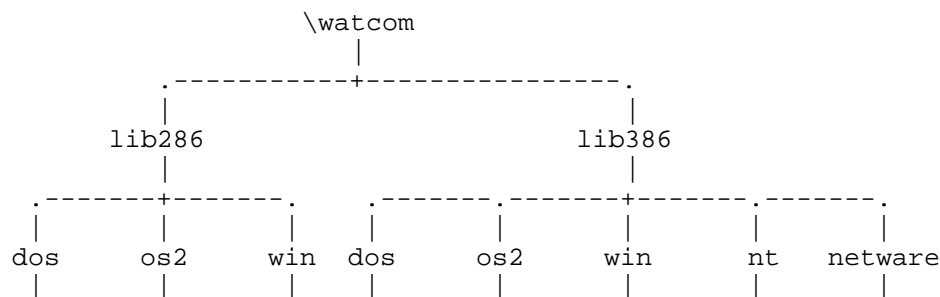 \watcom
|
.-----------+---------------.
| |
lib286 lib386
| |
.-------+-------. .-------.-------+-------.-------.
| | | | | | | |
dos os2 win dos os2 win nt netware
| | | | | | | |